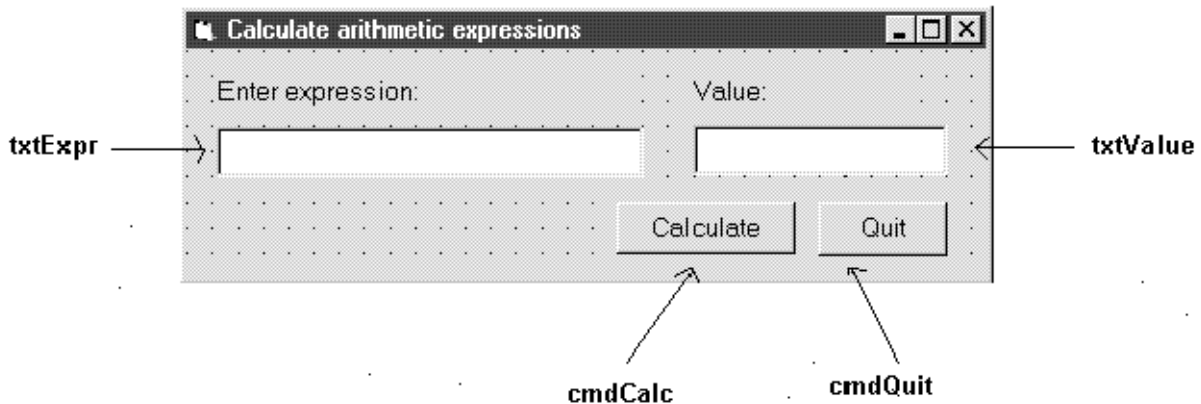 Calculate arithmetic expressions
Enter expression: Value:
txtExpr txtValue
Calculate Quit
cmdCalc cmdQuit